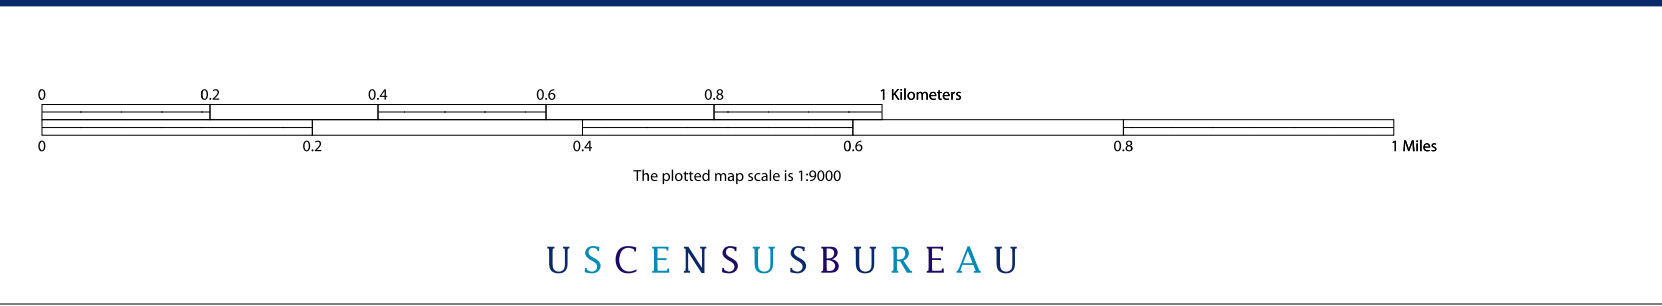 0 0.2 0.4 0.6 0.8 1 Kilometers
0 0.2 0.4 0.6 0.8 1 Miles
The plotted map scale is 1:9000
USCENSUSBUREAU